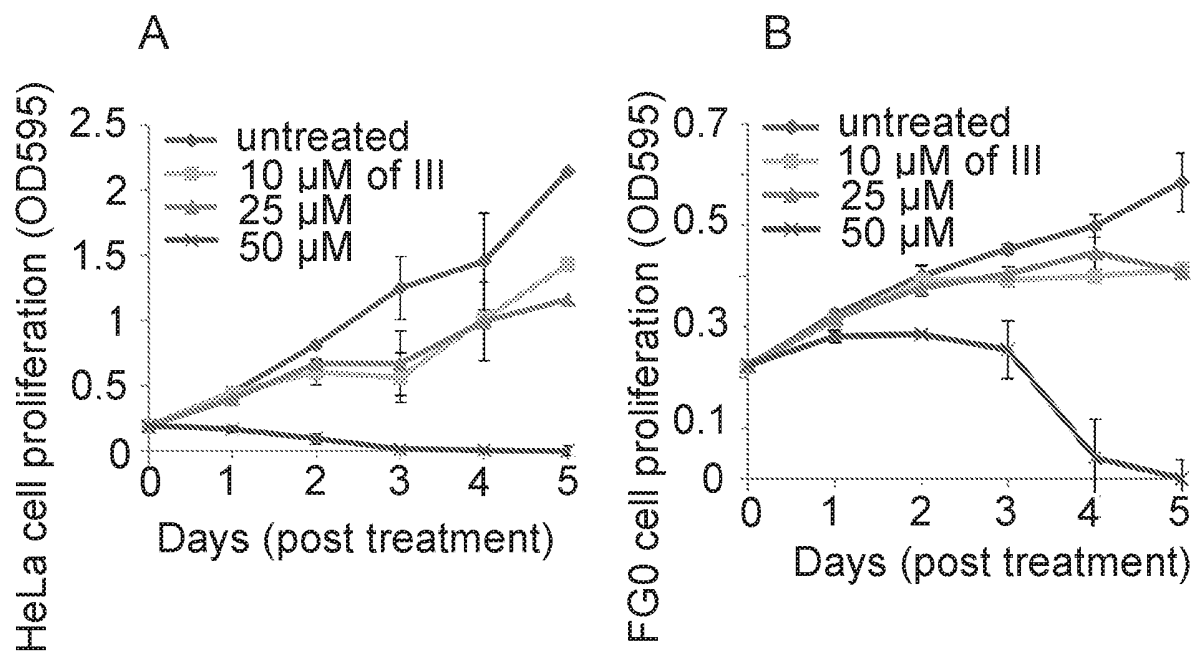 A
HeLa cell proliferation (OD595)
2.5
2
1.5
1
0.5
0
untreated
10 µM of III
25 µM
50 µM
0 1 2 3 4 5
Days (post treatment)
B
FG0 cell proliferation (OD595)
0.7
0.5
0.3
0.1
0
untreated
10 µM of III
25 µM
50 µM
0 1 2 3 4 5
Days (post treatment)